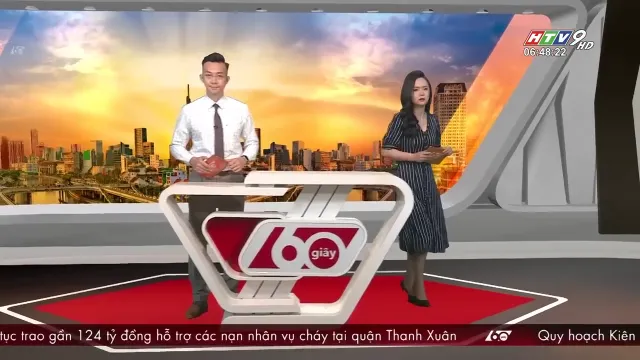 HTV9 HD
06:48:22
60 giây
tục trao gần 124 tỷ đồng hỗ trợ các nạn nhân vụ cháy tại quận Thanh Xuân 60 Quy hoạch Kiên